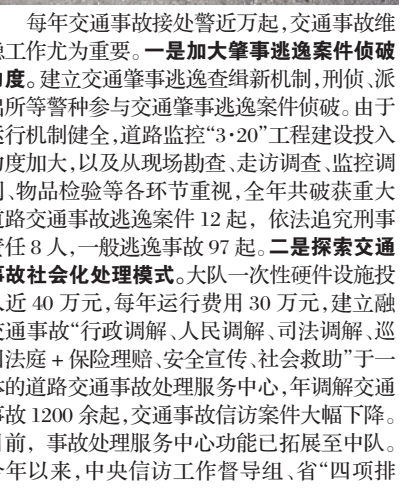 每年交通事故接处警近万起,交通事故维
稳工作尤为重要。一是加大肇事逃逸案件侦破
力度。建立交通肇事逃逸查缉新机制,刑侦、派
出所等警种参与交通肇事逃逸案件侦破。由于
运行机制健全,道路监控“3·20”工程建设投入
力度加大,以及从现场勘查、走访调查、监控调
、物品检验等各环节重视,全年共破获重大
道路交通事故逃逸案件12起，依法追究刑事
责任8人,一般逃逸事故97起。二是探索交通
事故社会化处理模式。大队一次性硬件设施投
入近40万元,每年运行费用30万元,建立融
交通事故“行政调解、人民调解、司法调解、巡
回法庭+保险理赔、安全宣传、社会救助”于一
体的道路交通事故处理服务中心,年调解交通
事故1200余起,交通事故信访案件大幅下降。
目前，事故处理服务中心功能已拓展至中队。
今年以来,中央信访工作督导组、省“四项排